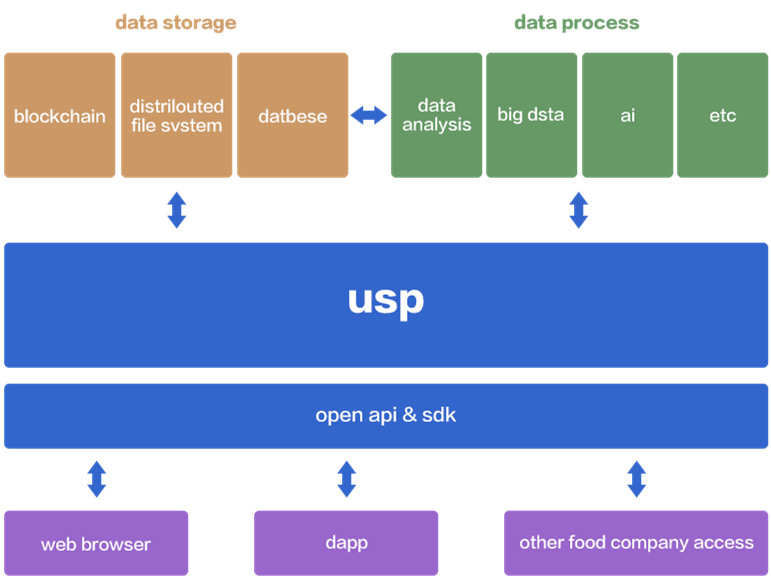 data storage
data process
blockchain
distrilouted
file svstem
datbese
data
analysis
big dsta
ai
etc
usp
open api & sdk
web browser
dapp
other food company access